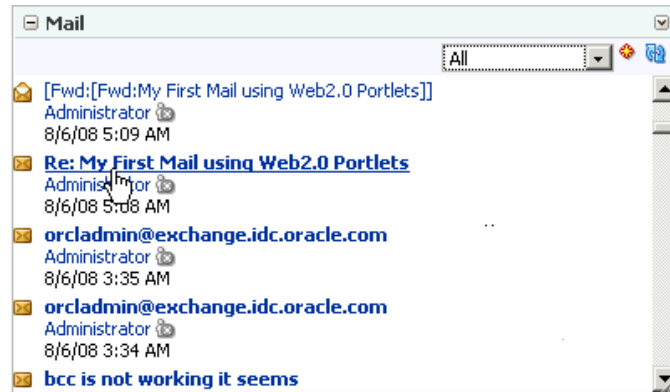 Mail
All
[Fwd:[Fwd:My First Mail using Web2.0 Portlets]]
Administrator
8/6/08 5:09 AM
Re: My First Mail using Web2.0 Portlets
Administrator
8/6/08 5:08 AM
orcladmin@exchange.idc.oracle.com
Administrator
8/6/08 3:35 AM
orcladmin@exchange.idc.oracle.com
Administrator
8/6/08 3:34 AM
bcc is not working it seems